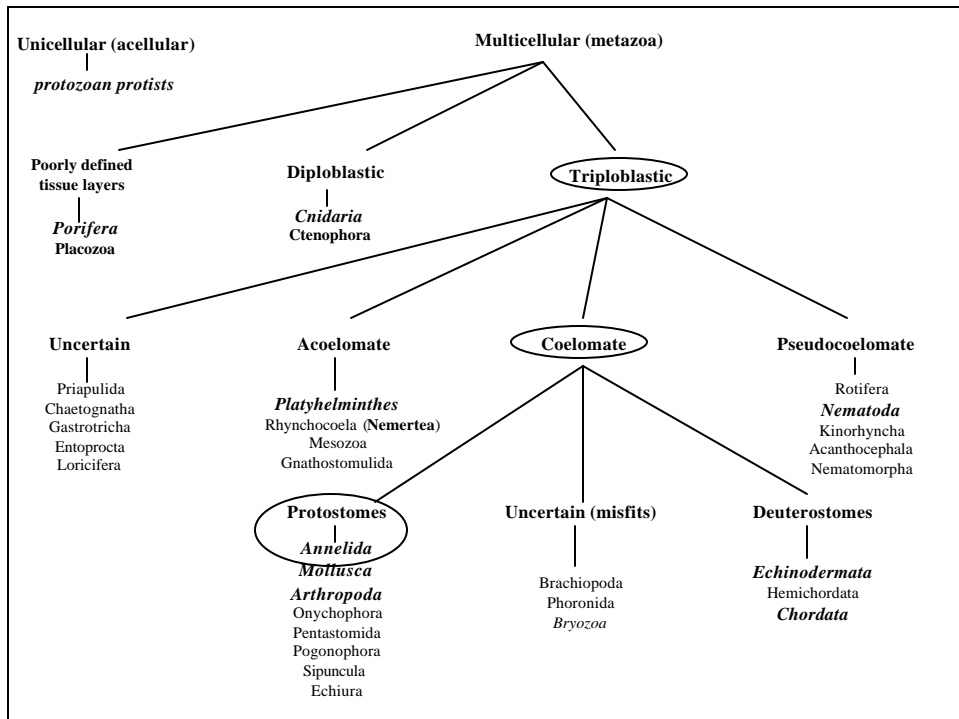 Unicellular (acellular)
protozoan protists
Multicellular (metazoa)
Poorly defined
tissue layers
Porifera
Placozoa
Diploblastic
Cnidaria
Ctenophora
Triploblastic
Uncertain
Priapulida
Chaetognatha
Gastrotricha
Entoprocta
Loricifera
Acoelomate
Platyhelminthes
Rhynchocoela (Nemertea)
Mesozoa
Gnathostomulida
Coelomate
Pseudocoelomate
Rotifera
Nematoda
Kinorhyncha
Acanthocephala
Nematomorpha
Protostomes
Annelida
Mollusca
Arthropoda
Onychophora
Pentastomida
Pogonophora
Sipuncula
Echiura
Uncertain (misfits)
Brachiopoda
Phoronida
Bryozoa
Deuterostomes
Echinodermata
Hemichordata
Chordata